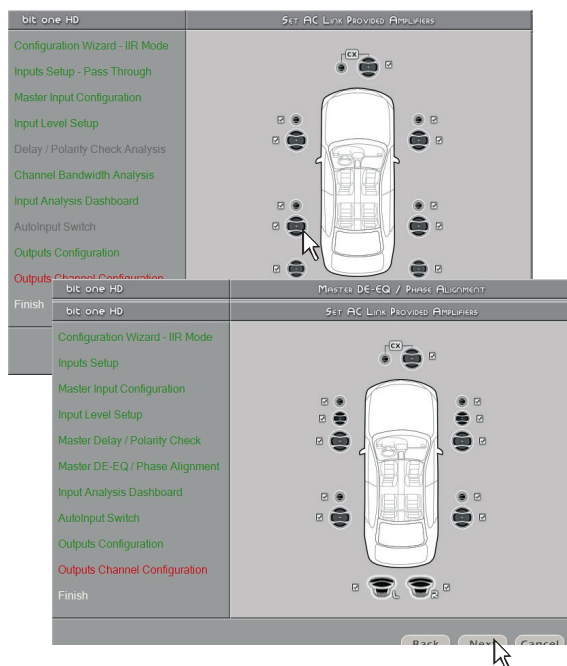 bit one HD
Set AC Link Provided Amplifiers
Configuration Wizard - IIR Mode
Inputs Setup - Pass Through
Master Input Configuration
Input Level Setup
Delay / Polarity Check Analysis
Channel Bandwidth Analysis
Input Analysis Dashboard
AutoInput Switch
Outputs Configuration
Outputs Channel Configuration
Finish
CX
bit one HD
Master DE-EQ / Phase Alignment
bit one HD
Set AC Link Provided Amplifiers
Configuration Wizard - IIR Mode
Inputs Setup
Master Input Configuration
Input Level Setup
Master Delay / Polarity Check
Master DE-EQ / Phase Alignment
Input Analysis Dashboard
AutoInput Switch
Outputs Configuration
Outputs Channel Configuration
Finish
CX
L R
Back Next Cancel